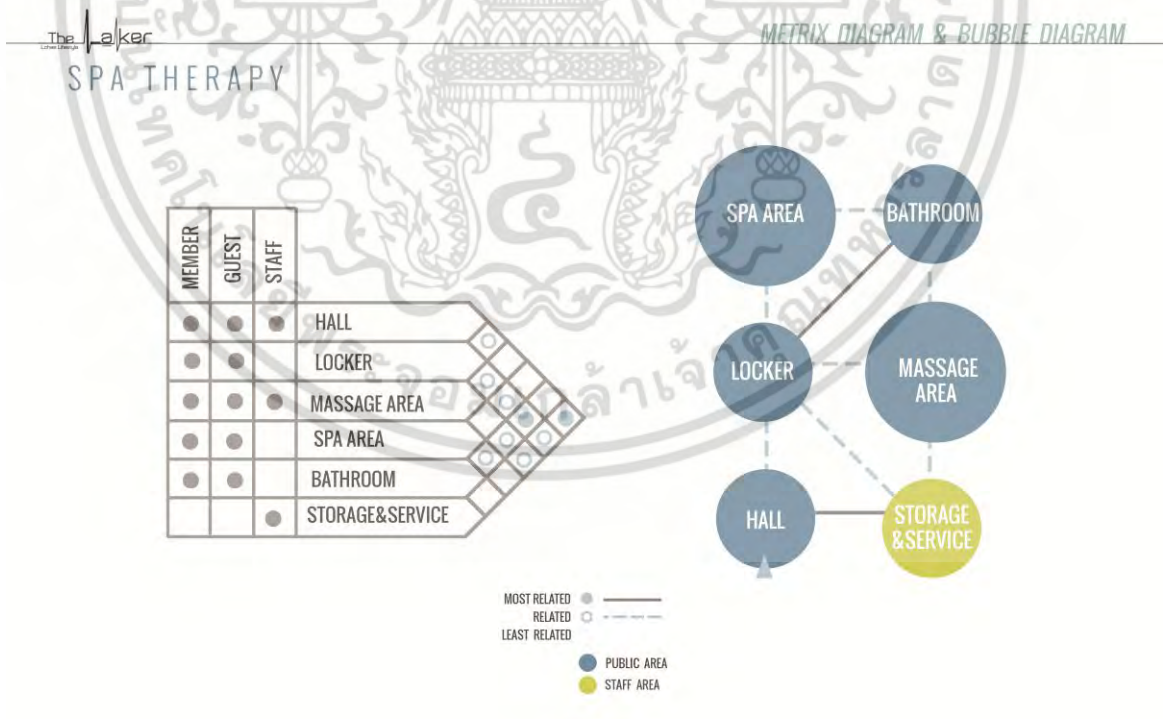 The Laker
METRIX DIAGRAM & BUBBLE DIAGRAM
SPA THERAPY
MEMBER
GUEST
STAFF
HALL
LOCKER
MASSAGE AREA
SPA AREA
BATHROOM
STORAGE&SERVICE
SPA AREA
BATHROOM
LOCKER
MASSAGE
AREA
HALL
STORAGE
&SERVICE
MOST RELATED
RELATED
LEAST RELATED
PUBLIC AREA
STAFF AREA